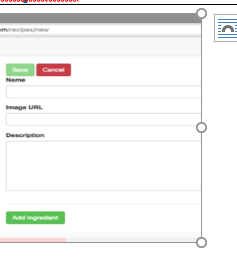 om/recipes/new
Save Cancel
Name
Image URL
Description
Add Ingredient